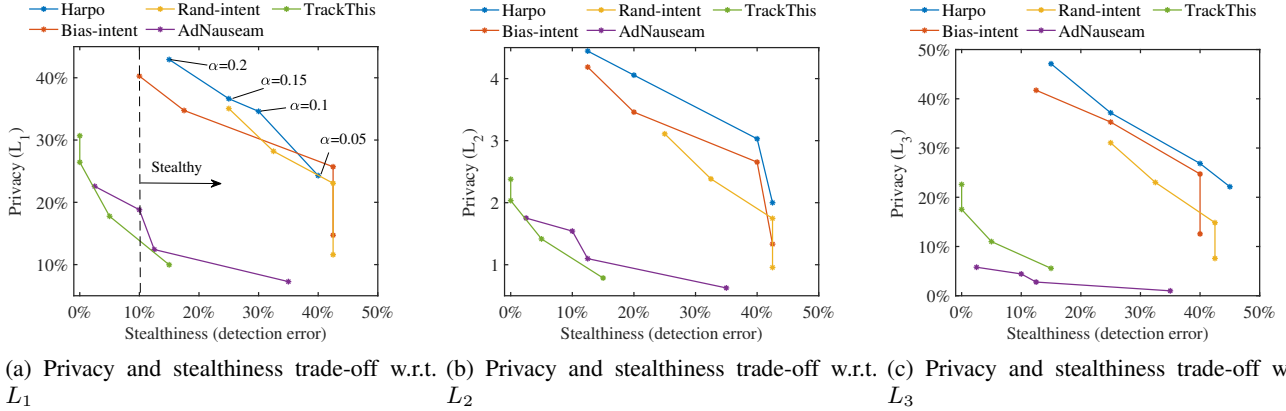 Harpo Rand-intent TrackThis
Bias-intent AdNauseam
Privacy (L1)
40%
30%
20%
10%
α=0.2
α=0.15
α=0.1
α=0.05
Stealthy
0% 10% 20% 30% 40% 50%
Stealthiness (detection error)
(a) Privacy and stealthiness trade-off w.r.t.
L1
Harpo Rand-intent TrackThis
Bias-intent AdNauseam
Privacy (L2)
4
3
2
1
0% 10% 20% 30% 40% 50%
Stealthiness (detection error)
(b) Privacy and stealthiness trade-off w.r.t.
L2
Harpo Rand-intent TrackThis
Bias-intent AdNauseam
Privacy (L3)
50%
40%
30%
20%
10%
0%
0% 10% 20% 30% 40% 50%
Stealthiness (detection error)
(c) Privacy and stealthiness trade-off w
L3